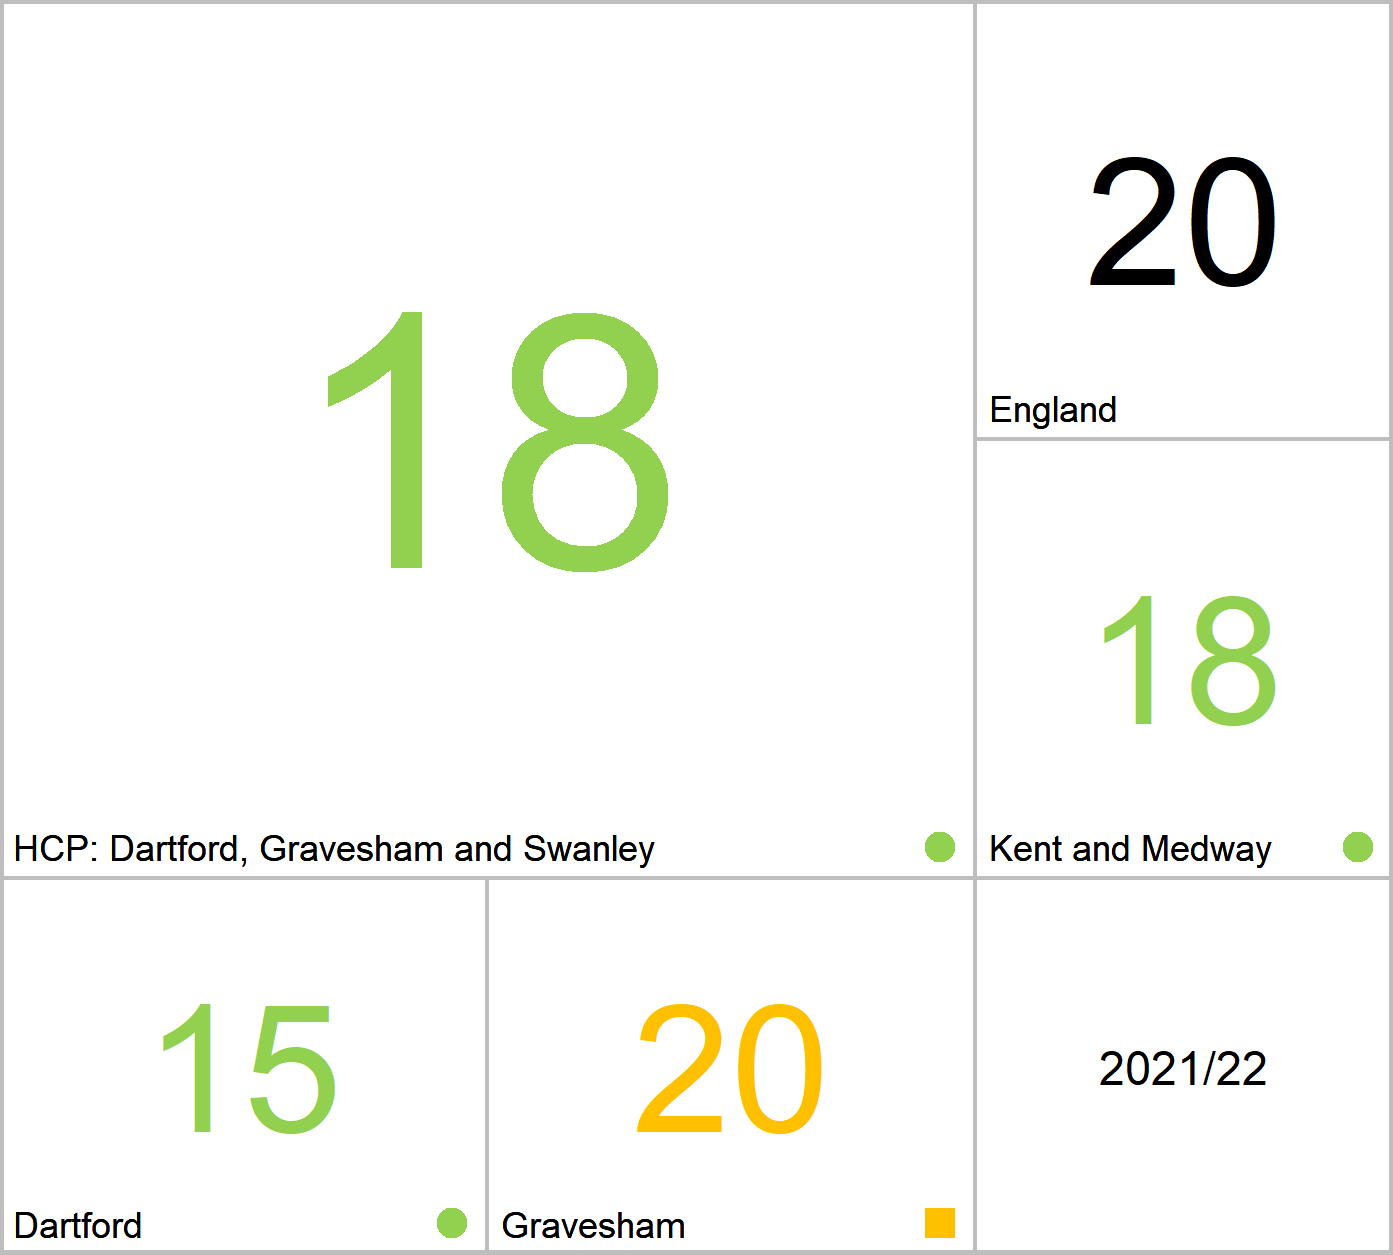 18
HCP: Dartford, Gravesham and Swanley
20
England
18
Kent and Medway
15
Dartford
20
Gravesham
2021/22